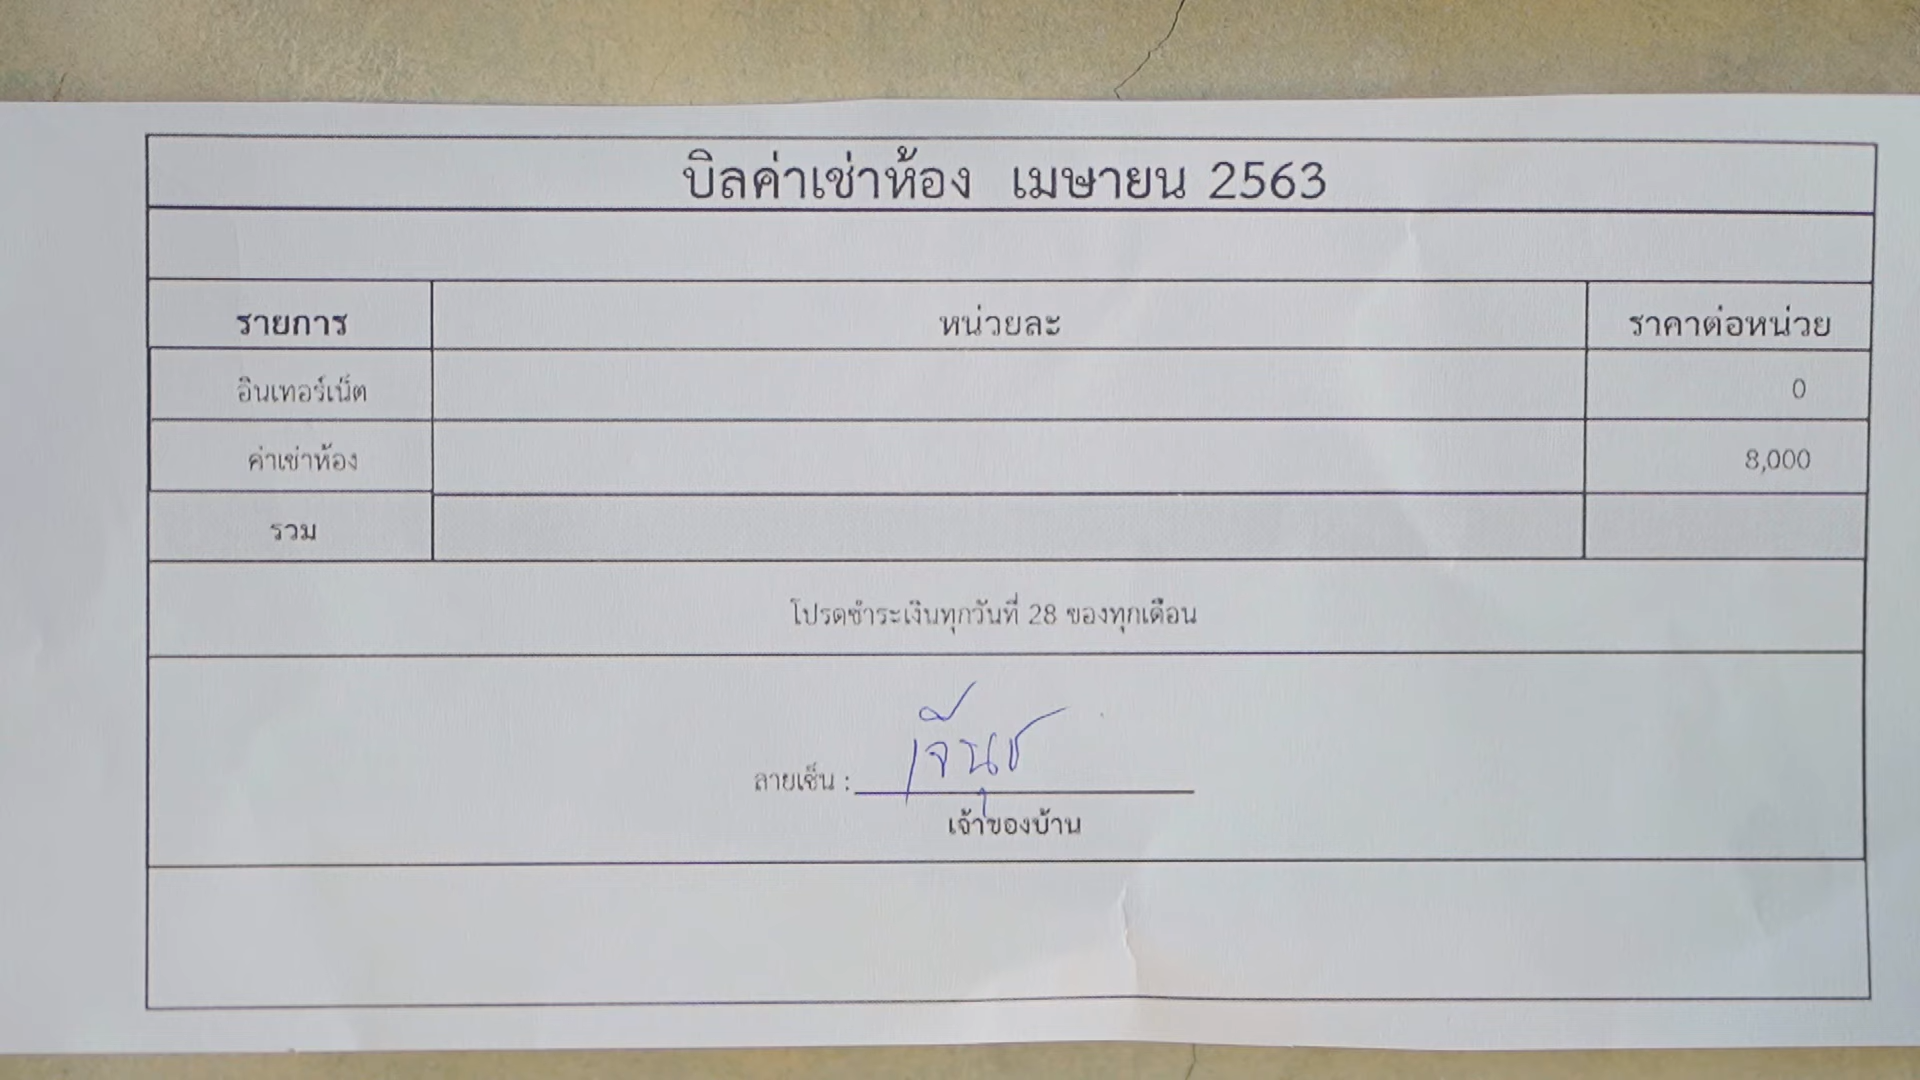 บิลค่าเช่าห้อง เมษายน 2563
รายการ หน่วยละ ราคาต่อหน่วย
อินเทอร์เน็ต 0
ค่าเช่าห้อง 8,000
รวม
โปรดชำระเงินทุกวันที่ 28 ของทุกเดือน
ลายเซ็น :
เจ้าของบ้าน